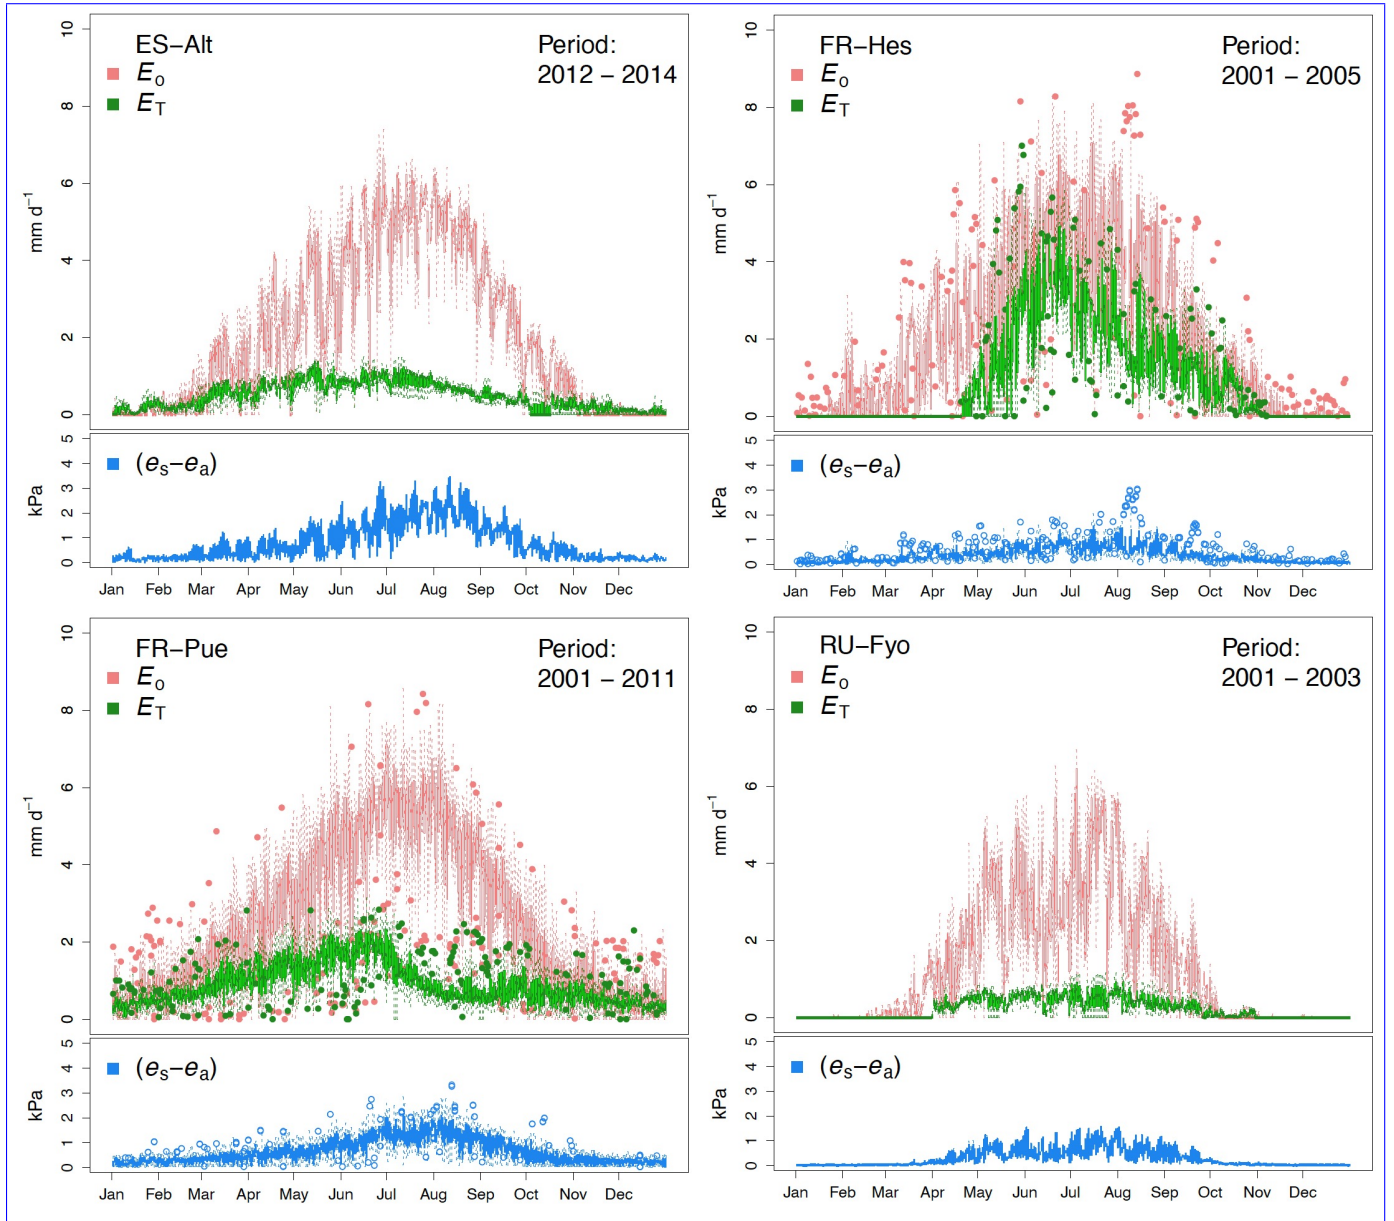 ES−Alt
Period:
Eo
2012 − 2014
ET
mm d−1
10
8
6
4
2
0
(es−ea)
kPa
5
4
3
2
1
0
Jan Feb Mar Apr May Jun Jul Aug Sep Oct Nov Dec
FR−Hes
Period:
Eo
2001 − 2005
ET
mm d−1
10
8
6
4
2
0
(es−ea)
kPa
5
4
3
2
1
0
Jan Feb Mar Apr May Jun Jul Aug Sep Oct Nov Dec
FR−Pue
Period:
Eo
2001 − 2011
ET
mm d−1
10
8
6
4
2
0
(es−ea)
kPa
5
4
3
2
1
0
Jan Feb Mar Apr May Jun Jul Aug Sep Oct Nov Dec
RU−Fyo
Period:
Eo
2001 − 2003
ET
mm d−1
10
8
6
4
2
0
(es−ea)
kPa
5
4
3
2
1
0
Jan Feb Mar Apr May Jun Jul Aug Sep Oct Nov Dec